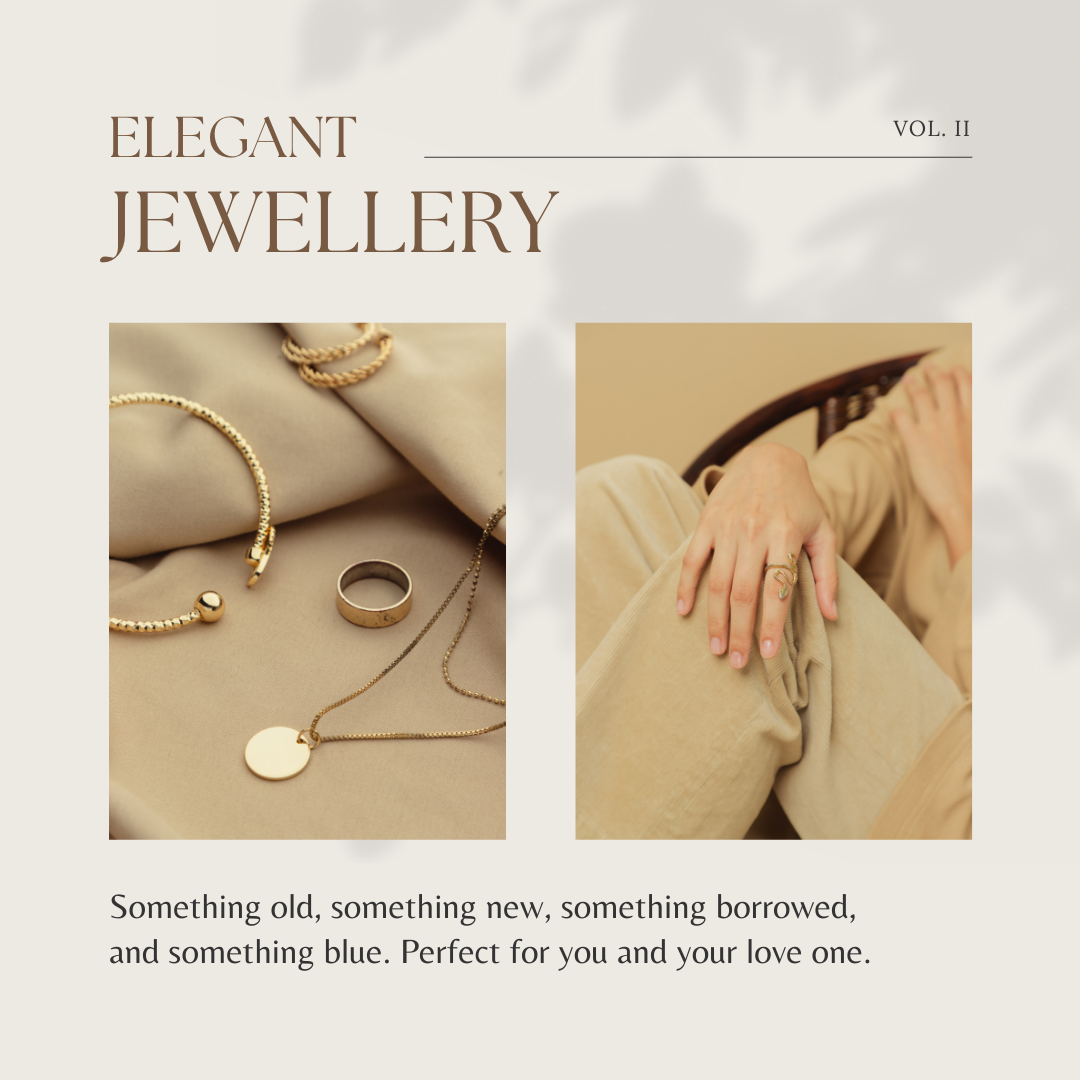 ELEGANT
VOL. II
JEWELLERY
Something old, something new, something borrowed,
and something blue. Perfect for you and your love one.